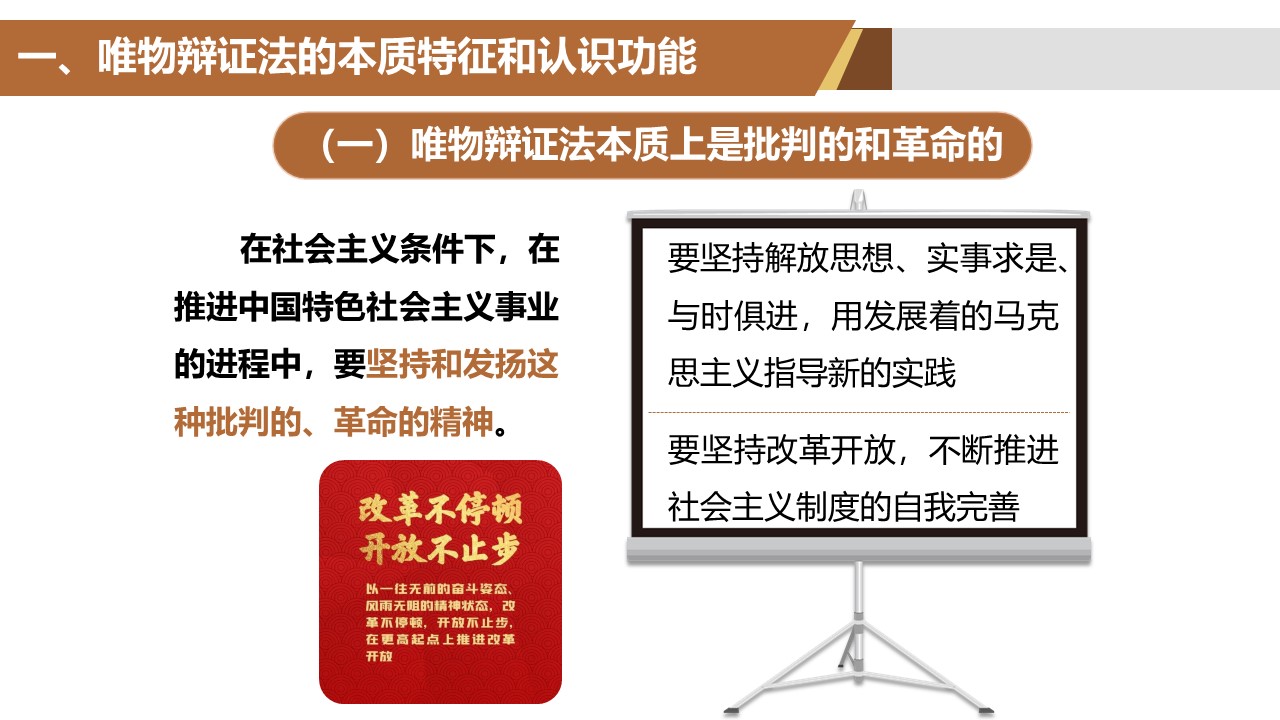 一、唯物辩证法的本质特征和认识功能
（一）唯物辩证法本质上是批判的和革命的
在社会主义条件下，在
推进中国特色社会主义事业
的进程中，要坚持和发扬这
种批判的、革命的精神。
改革不停顿
开放不止步
以一往无前的奋斗姿态、
风雨无阻的精神状态，改
革不停顿，开放不止步，
在更高起点上推进改革
开放
要坚持解放思想、实事求是、
与时俱进，用发展着的马克
思主义指导新的实践
要坚持改革开放，不断推进
社会主义制度的自我完善